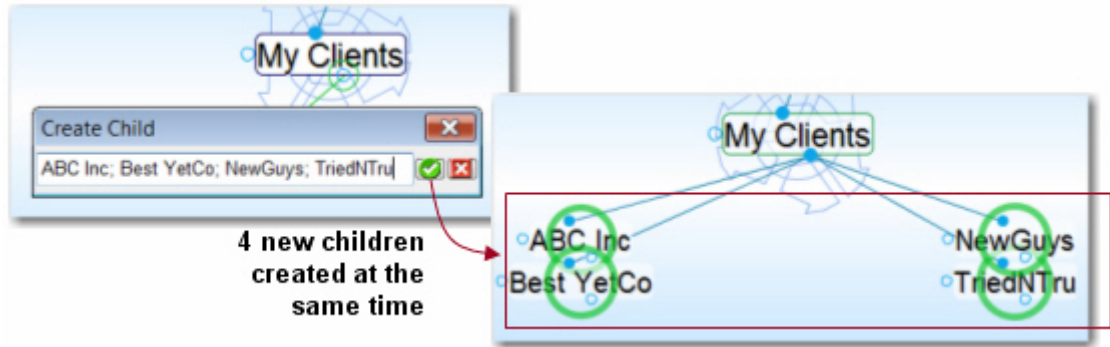 My Clients
Create Child
ABC Inc; Best YetCo; NewGuys; TriedNTru
4 new children
created at the
same time
My Clients
ABC Inc
NewGuys
Best YetCo
TriedNTru